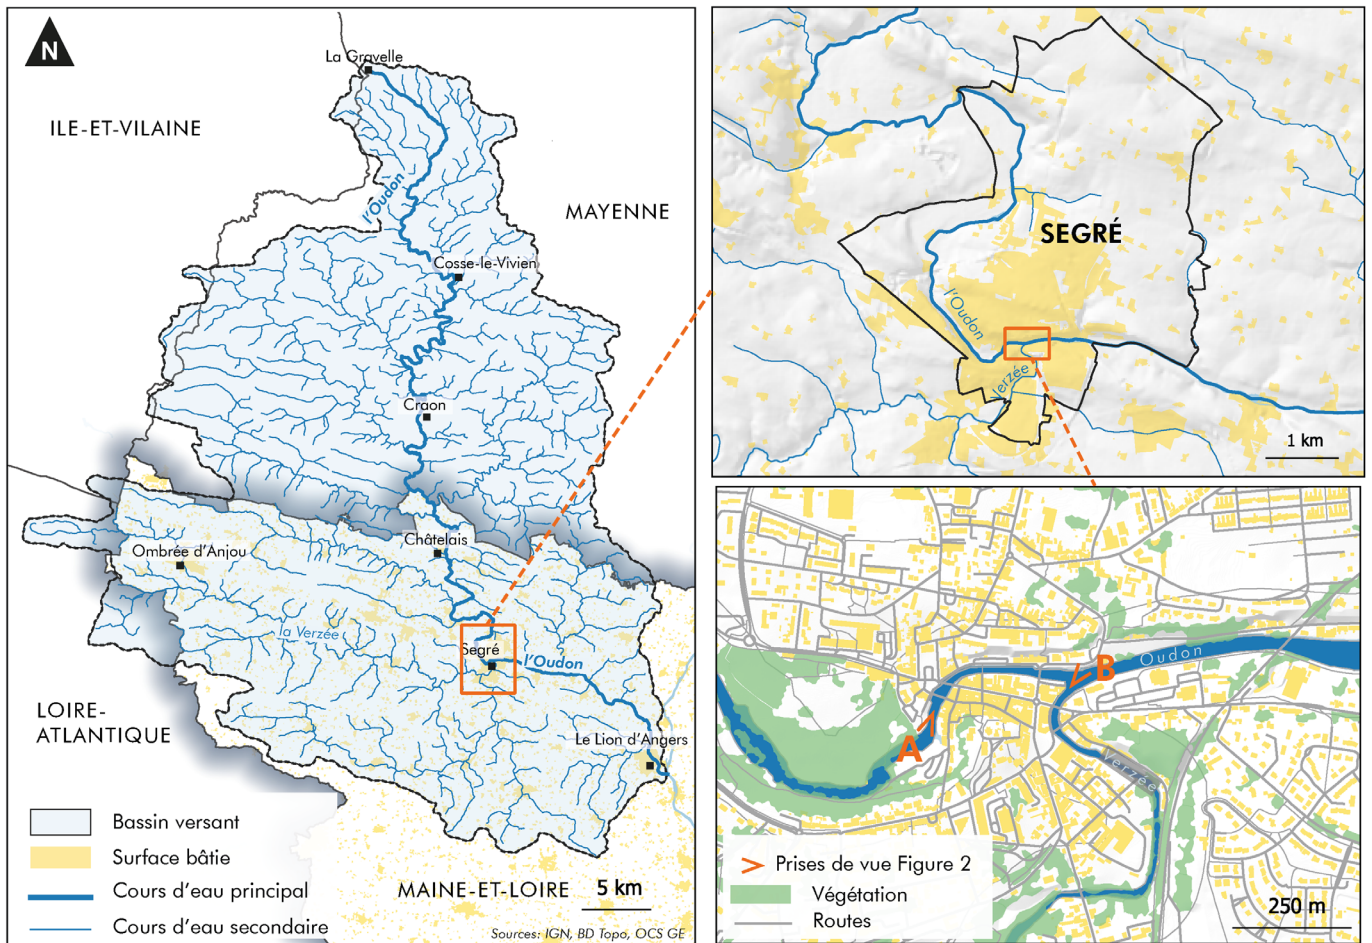 N
La Gravelle
ILE-ET-VILAINE
l'Oudon
MAYENNE
Cosse-le-Vivien
Craon
Châtelais
Ombrée d'Anjou
la Verzée
Segré
l'Oudon
LOIRE-
ATLANTIQUE
Le Lion d'Angers
Bassin versant
Surface bâtie
Cours d'eau principal
Cours d'eau secondaire
MAINE-ET-LOIRE
5 km
Sources: IGN, BD Topo, OCS GE
SEGRÉ
l'Oudon
Verzée
1 km
Oudon
B
A
Verzée
Prises de vue Figure 2
Végétation
Routes
250 m